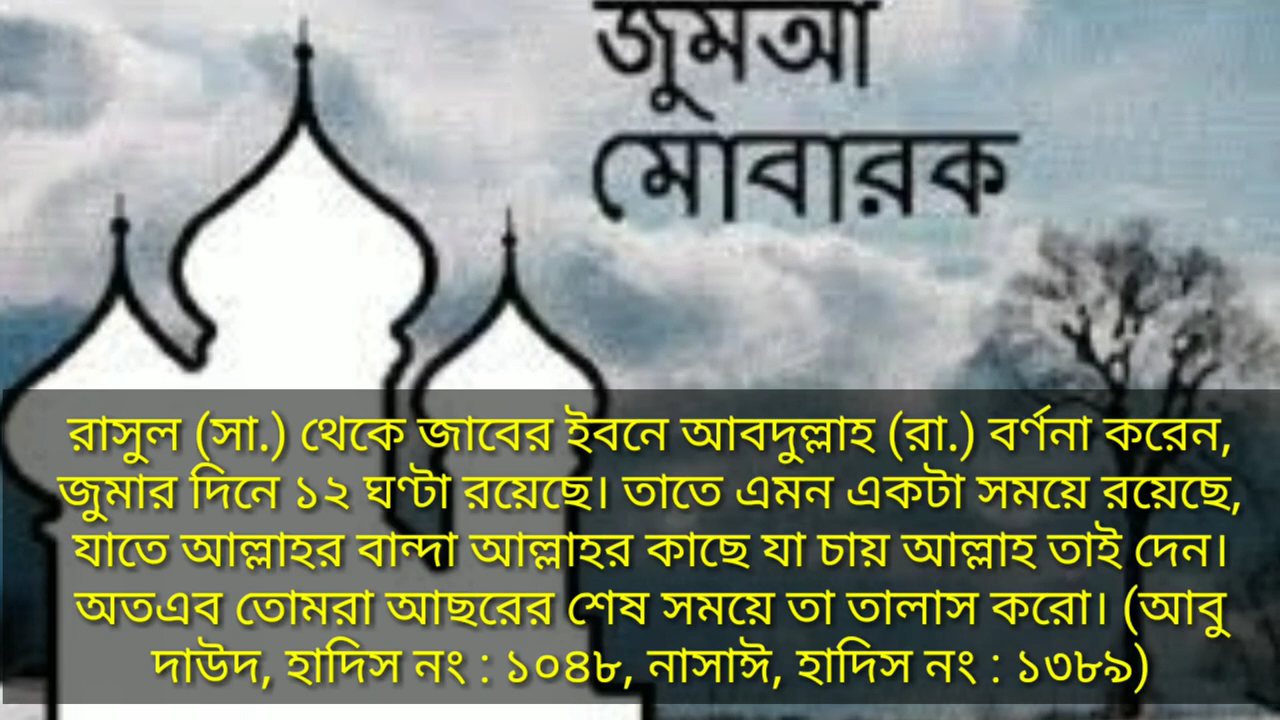 জুমআ
মোবারক
রাসুল (সা.) থেকে জাবের ইবনে আবদুল্লাহ (রা.) বর্ণনা করেন,
জুমার দিনে ১২ ঘণ্টা রয়েছে। তাতে এমন একটা সময়ে রয়েছে,
যাতে আল্লাহর বান্দা আল্লাহর কাছে যা চায় আল্লাহ তাই দেন।
অতএব তোমরা আছরের শেষ সময়ে তা তালাস করো। (আবু
দাউদ, হাদিস নং : ১০৪৮, নাসাঈ, হাদিস নং : ১৩৮৯)